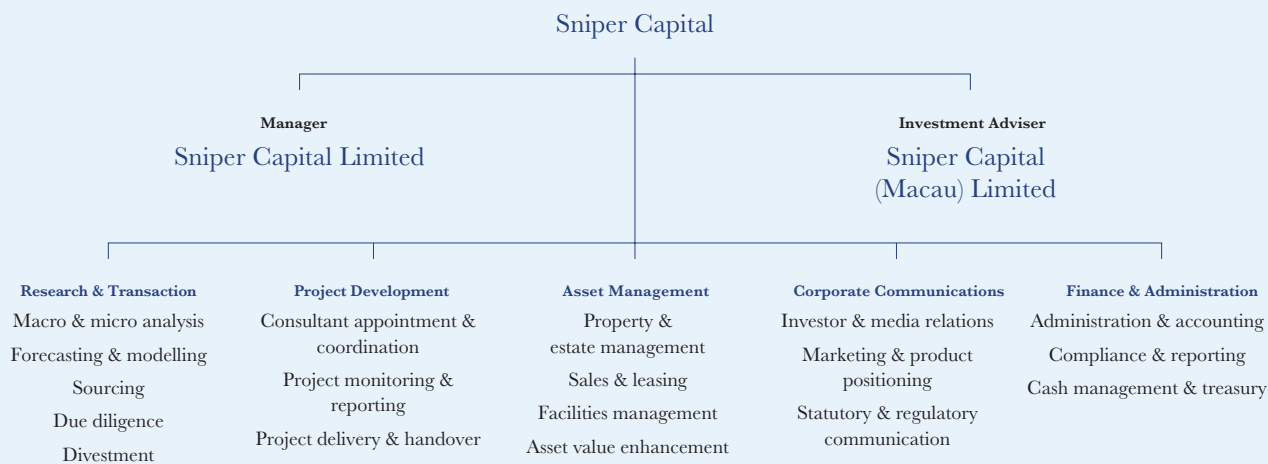 Sniper Capital
Manager
Sniper Capital Limited
Investment Adviser
Sniper Capital
(Macau) Limited
Research & Transaction
Macro & micro analysis
Forecasting & modelling
Sourcing
Due diligence
Divestment
Project Development
Consultant appointment &
coordination
Project monitoring &
reporting
Project delivery & handover
Asset Management
Property &
estate management
Sales & leasing
Facilities management
Asset value enhancement
Corporate Communications
Investor & media relations
Marketing & product
positioning
Statutory & regulatory
communication
Finance & Administration
Administration & accounting
Compliance & reporting
Cash management & treasury